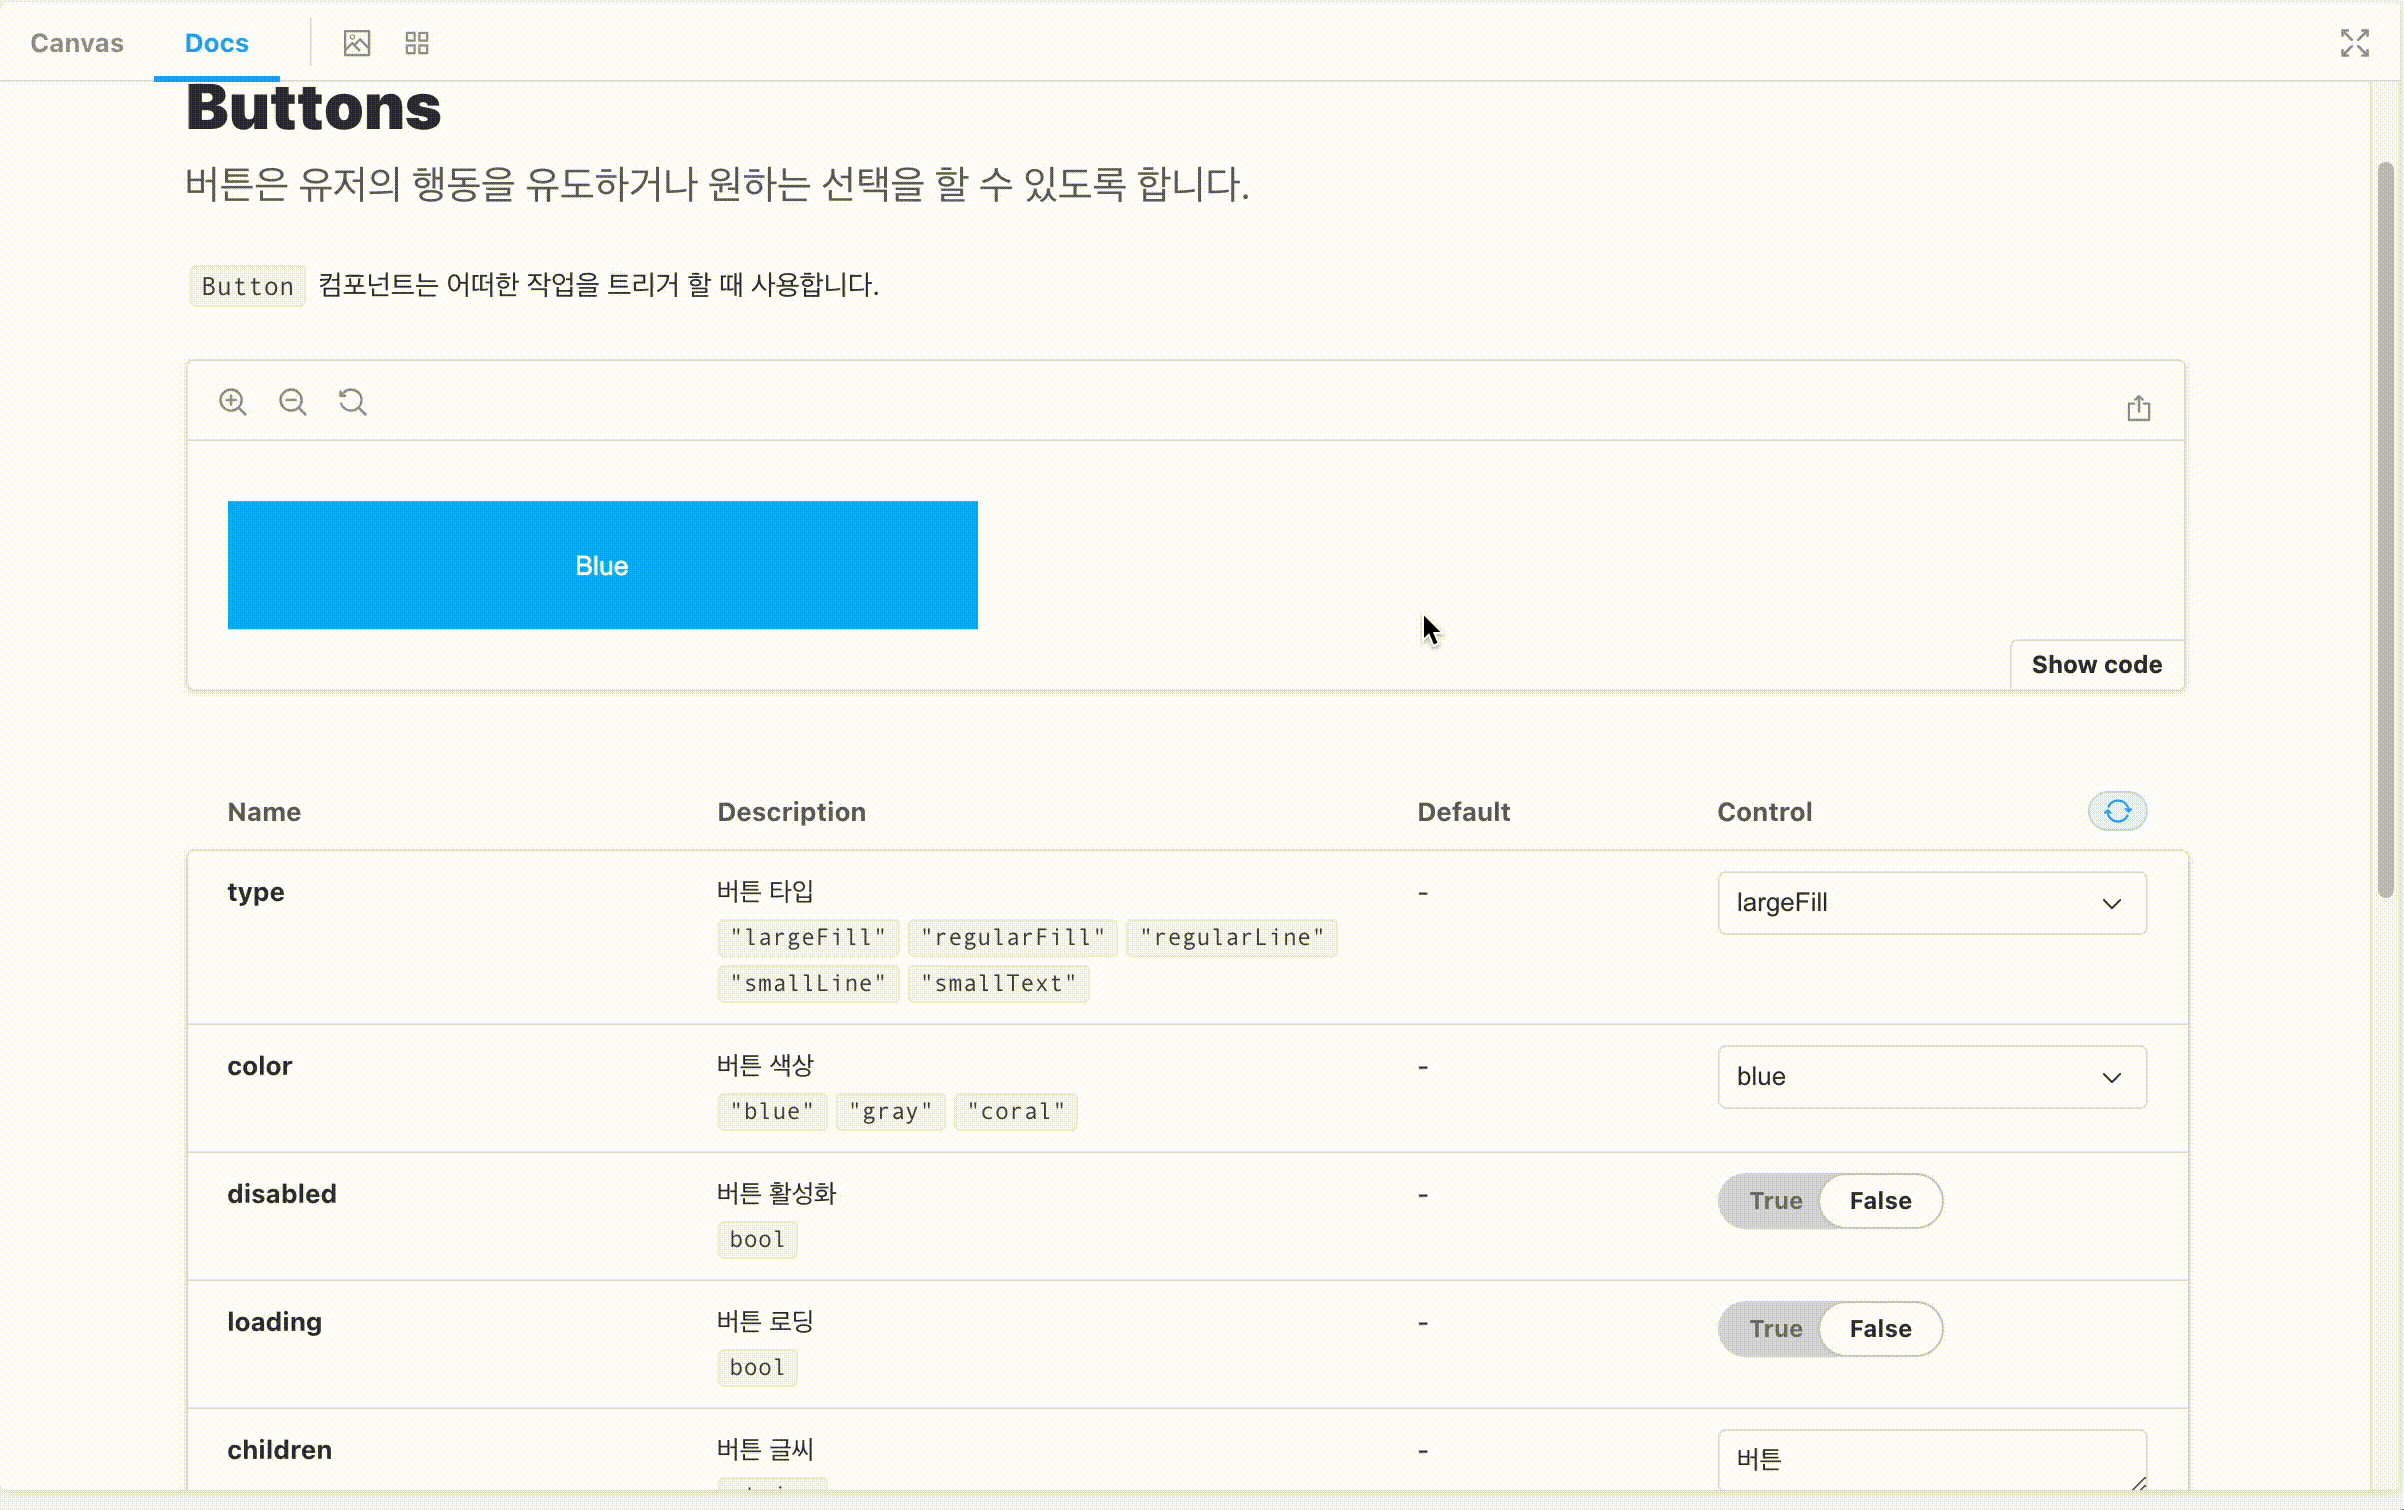 Canvas Docs
Buttons
버튼은 유저의 행동을 유도하거나 원하는 선택을 할 수 있도록 합니다.
Button 컴포넌트는 어떠한 작업을 트리거 할 때 사용합니다.
Blue
Show code
Name Description Default Control
type 버튼 타입 - largeFill
"largeFill" "regularFill" "regularLine"
"smallLine" "smallText"
color 버튼 색상 - blue
"blue" "gray" "coral"
disabled 버튼 활성화 - True False
bool
loading 버튼 로딩 - True False
bool
children 버튼 글씨 - 버튼